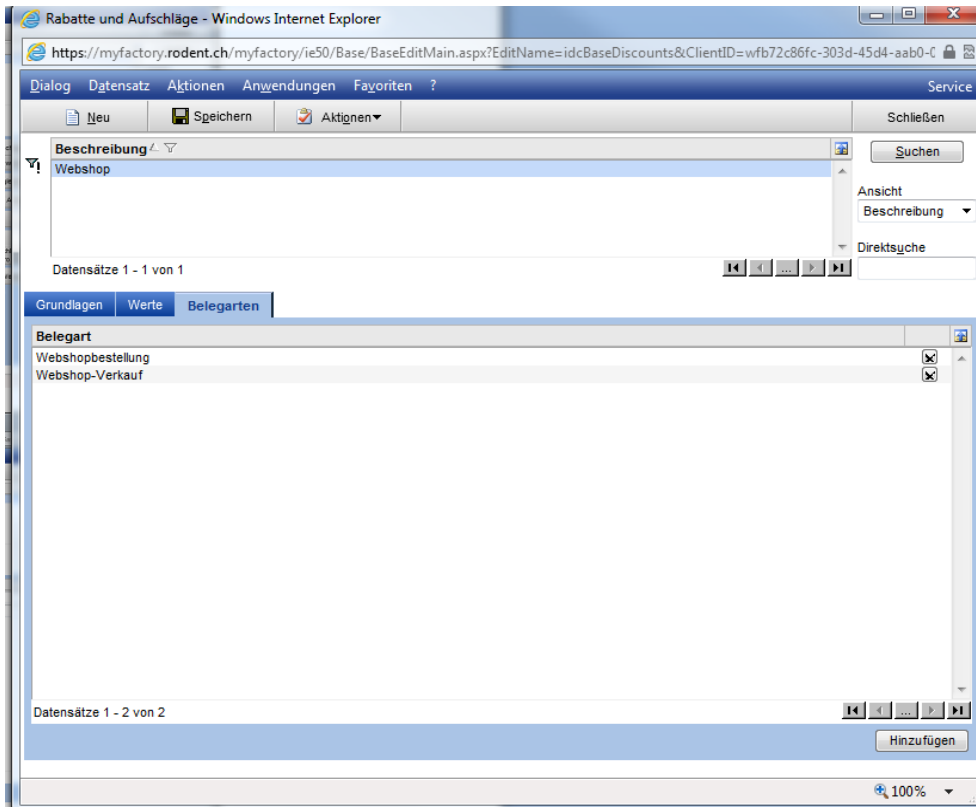 Rabatte und Aufschläge - Windows Internet Explorer
https://myfactory.rodent.ch/myfactory/ie50/Base/BaseEditMain.aspx?EditName=idcBaseDiscounts&ClientID=wfb72c86fc-303d-45d4-aab0-0
Dialog Datensatz Aktionen Anwendungen Favoriten ? Service
Neu Speichern Aktionen Schließen
Beschreibung Suchen
Webshop
Ansicht
Beschreibung
Direktsuche
Datensätze 1 - 1 von 1 ...
Grundlagen Werte Belegarten
Belegart
Webshopbestellung
Webshop-Verkauf
Datensätze 1 - 2 von 2 ...
Hinzufügen
100%